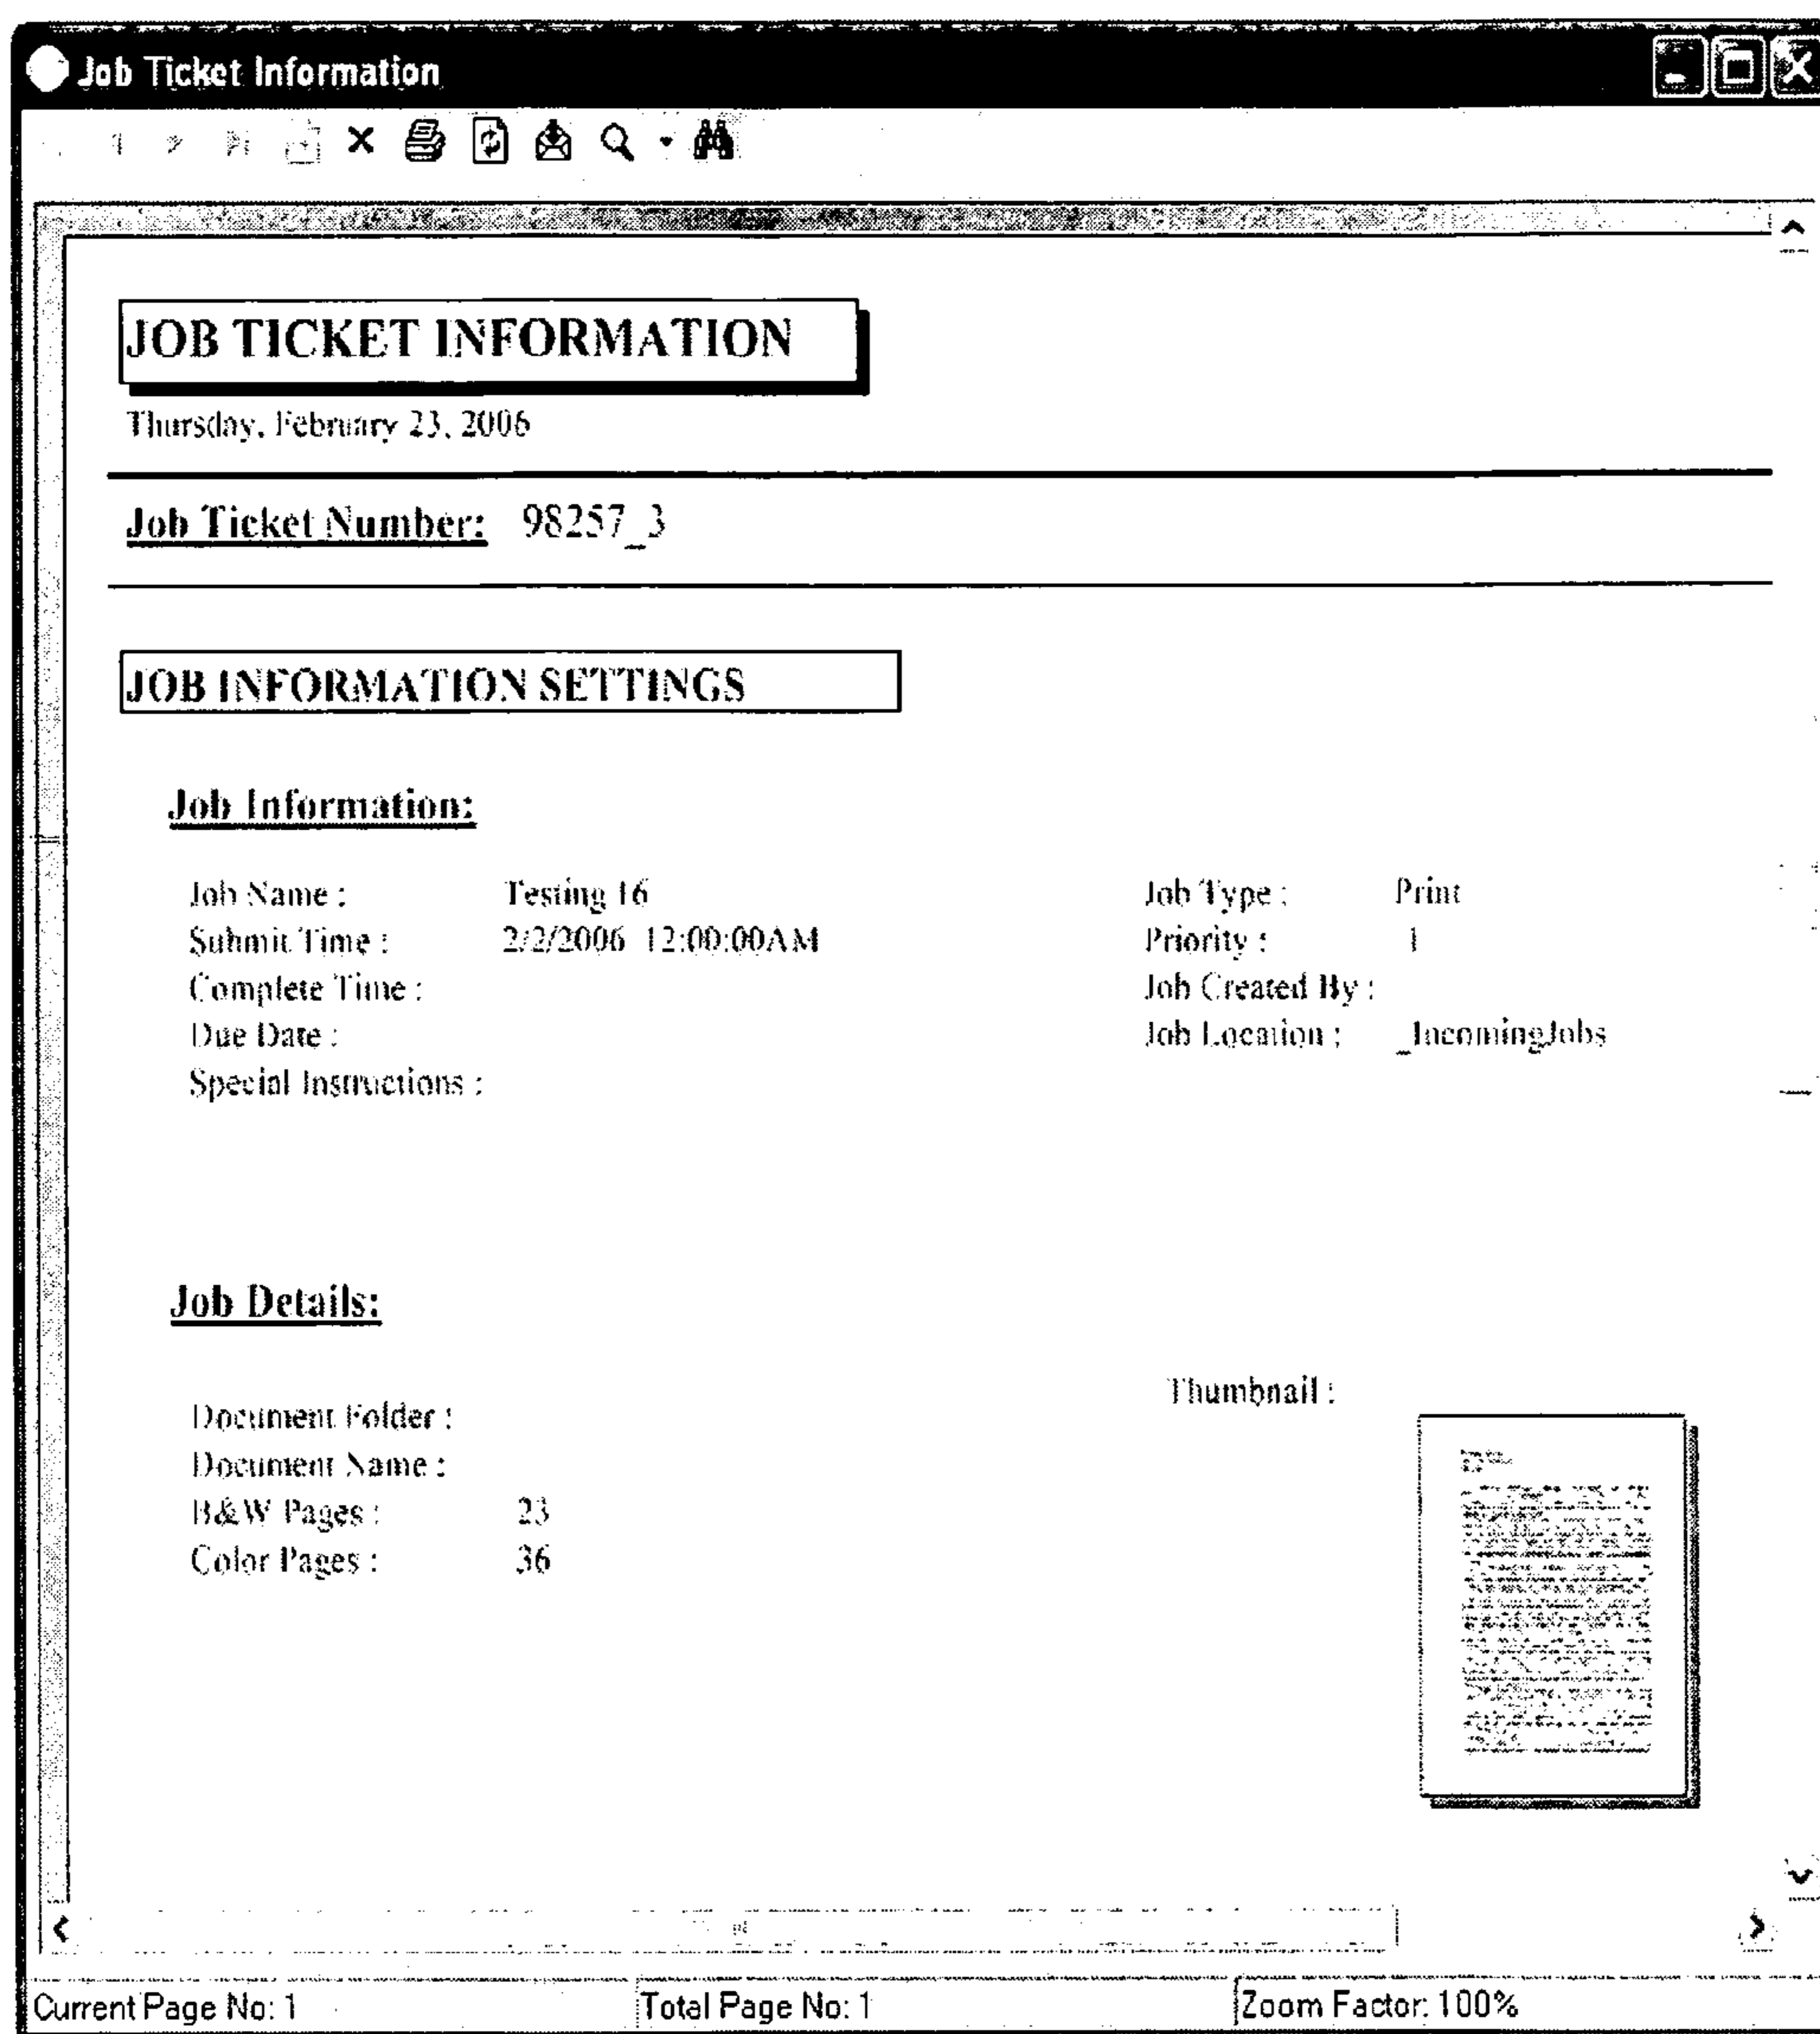 Job Ticket Information
JOB TICKET INFORMATION
Thursday, February 23, 2006
Job Ticket Number: 98257_3
JOB INFORMATION SETTINGS
Job Information:
Job Name : Testing 16 Job Type : Print
Submit Time : 2/2/2006 12:00:00AM Priority : 1
Complete Time : Job Created By :
Due Date : Job Location : _IncomingJobs
Special Instructions :
Job Details:
Thumbnail :
Document Folder :
Document Name :
B&W Pages : 23
Color Pages : 36
Current Page No: 1 Total Page No: 1 Zoom Factor: 100%